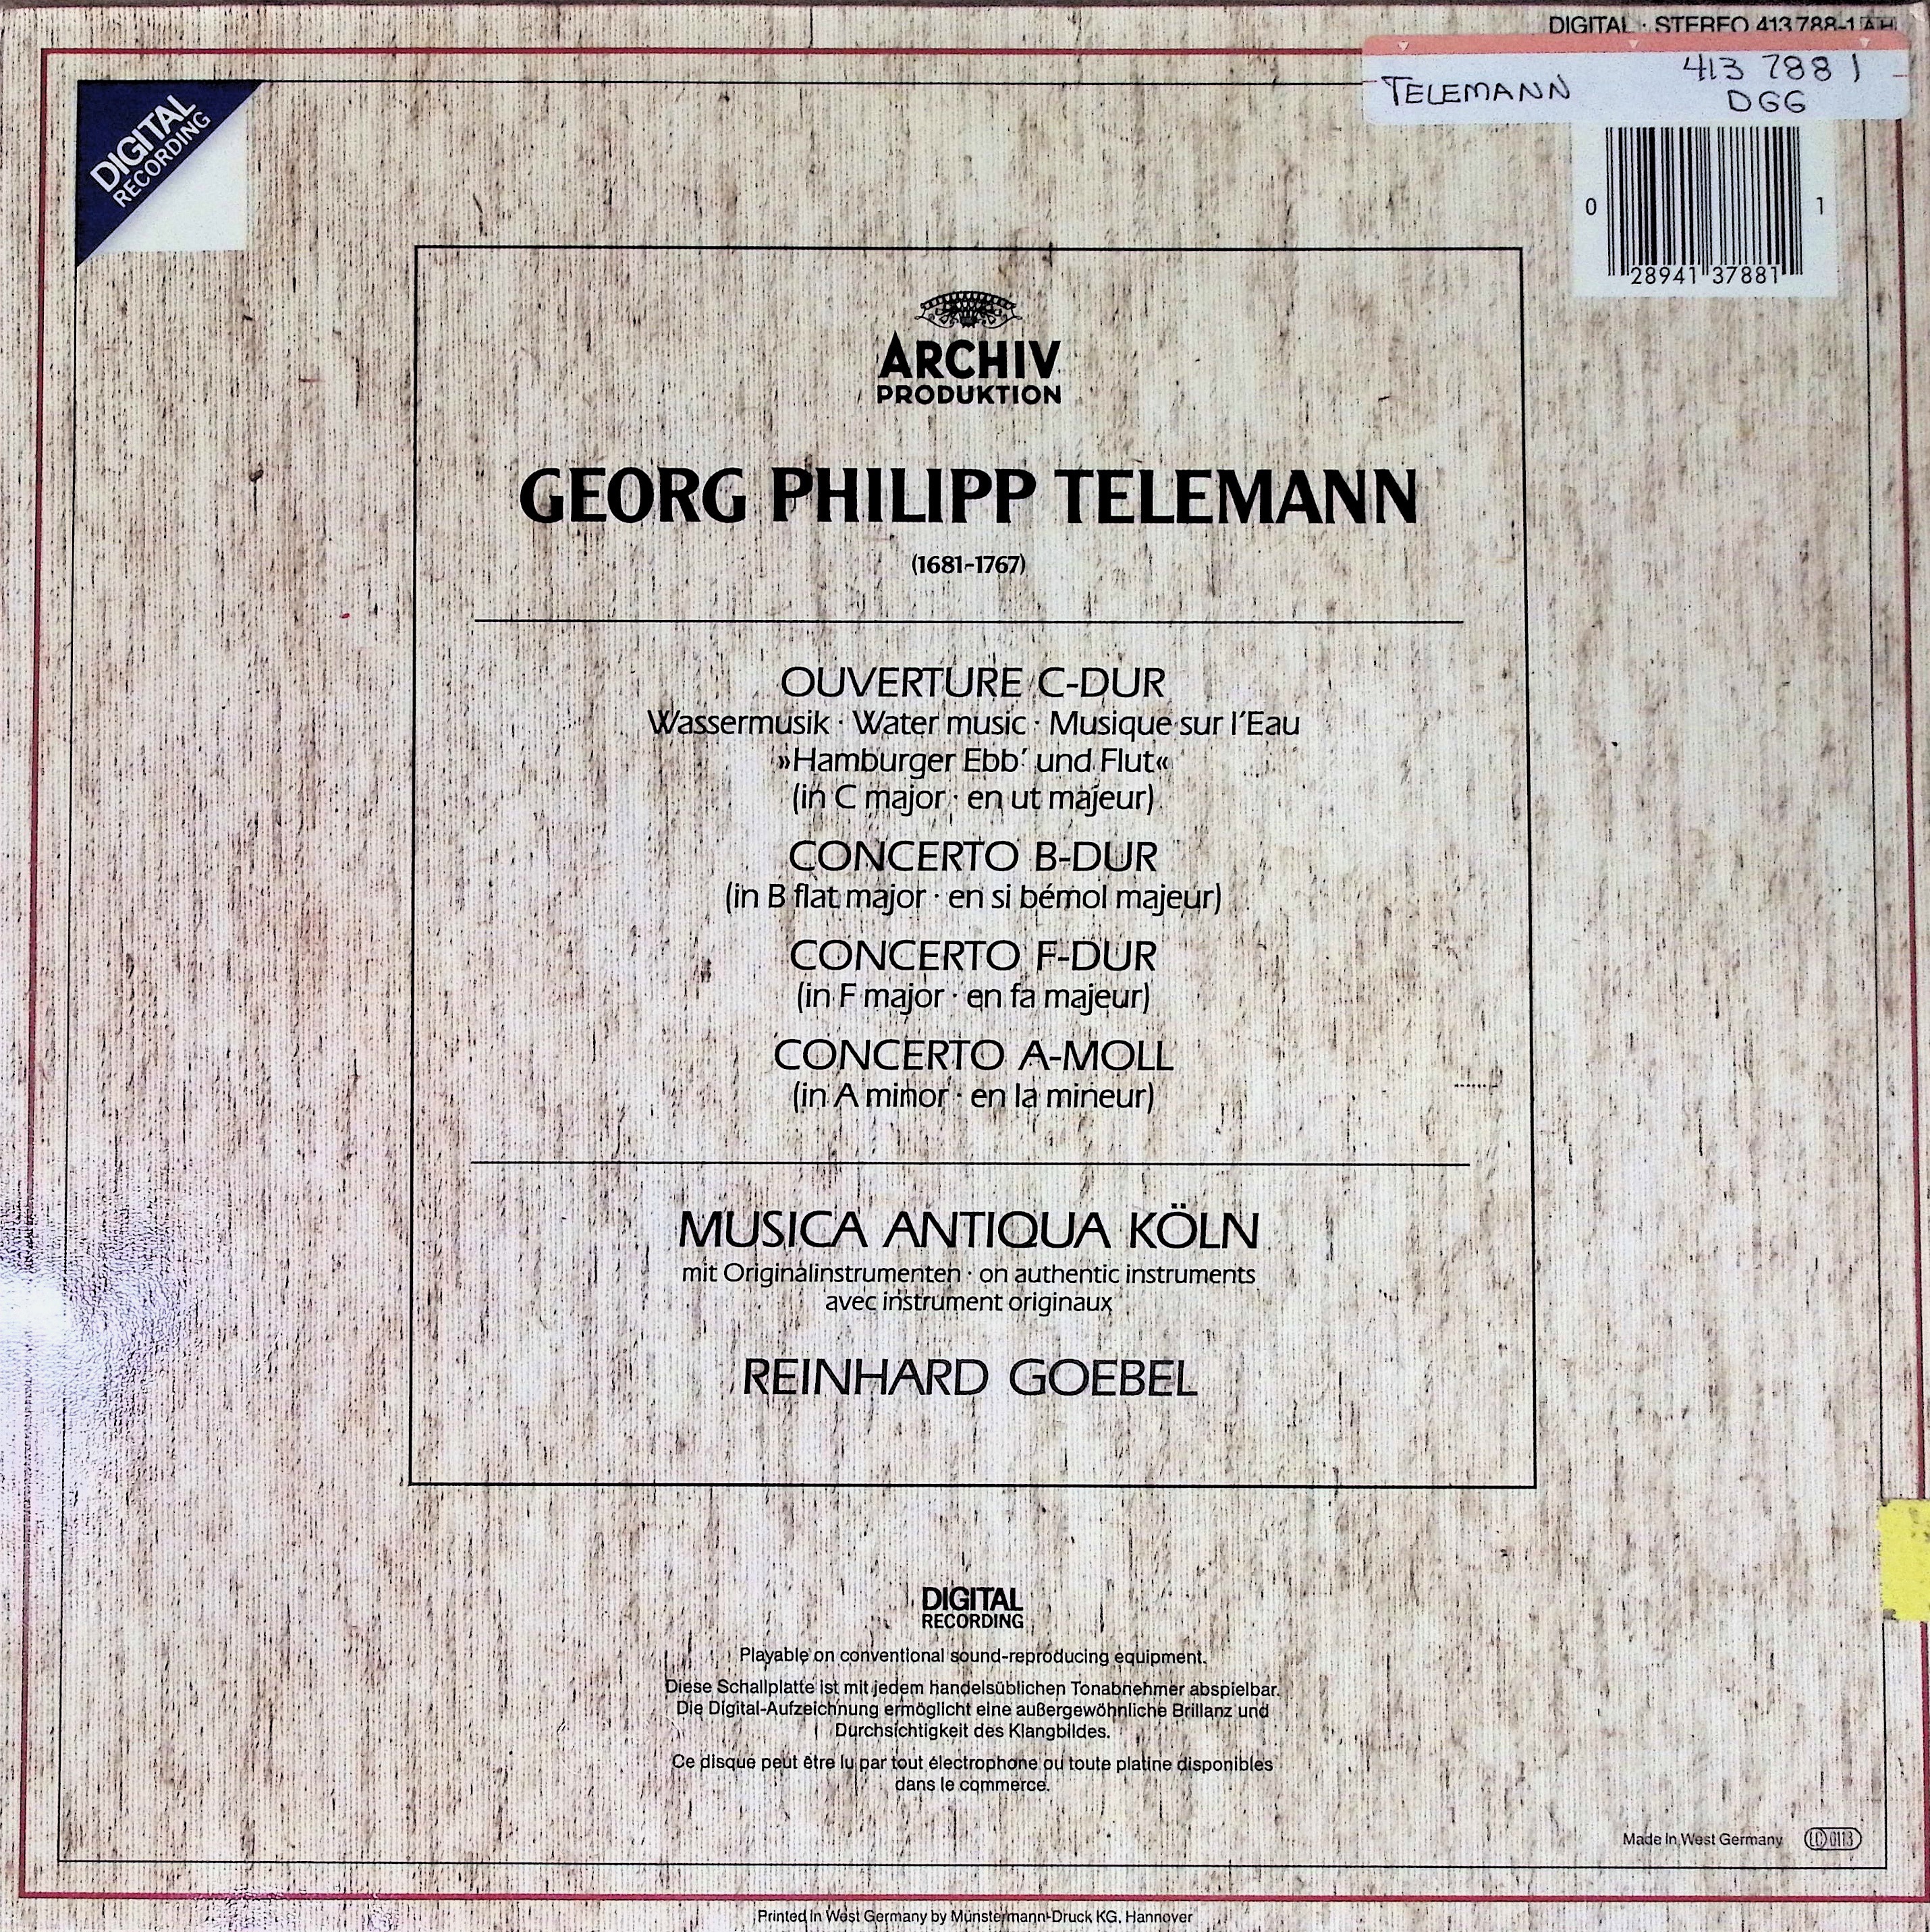 DIGITAL · STEREO 413 788-1 AH
TELEMANN
413 788 1
DGG
DIGITAL
RECORDING
0
1
28941 37881
ARCHIV
PRODUKTION
GEORG PHILIPP TELEMANN
(1681-1767)
OUVERTURE C-DUR
Wassermusik · Water music · Musique sur l'Eau
»Hamburger Ebb' und Flut«
(in C major · en ut majeur)
CONCERTO B-DUR
(in B flat major · en si bémol majeur)
CONCERTO F-DUR
(in F major · en fa majeur)
CONCERTO A-MOLL
(in A minor · en la mineur)
MUSICA ANTIQUA KÖLN
mit Originalinstrumenten · on authentic instruments
avec instrument originaux
REINHARD GOEBEL
DIGITAL
RECORDING
Playable on conventional sound-reproducing equipment.
Diese Schallplatte ist mit jedem handelsüblichen Tonabnehmer abspielbar.
Die Digital-Aufzeichnung ermöglicht eine außergewöhnliche Brillanz und
Durchsichtigkeit des Klangbildes.
Ce disque peut être lu par tout électrophone ou toute platine disponibles
dans le commerce.
Made In West Germany
LC 0113
Printed in West Germany by Münstermann-Druck KG, Hannover